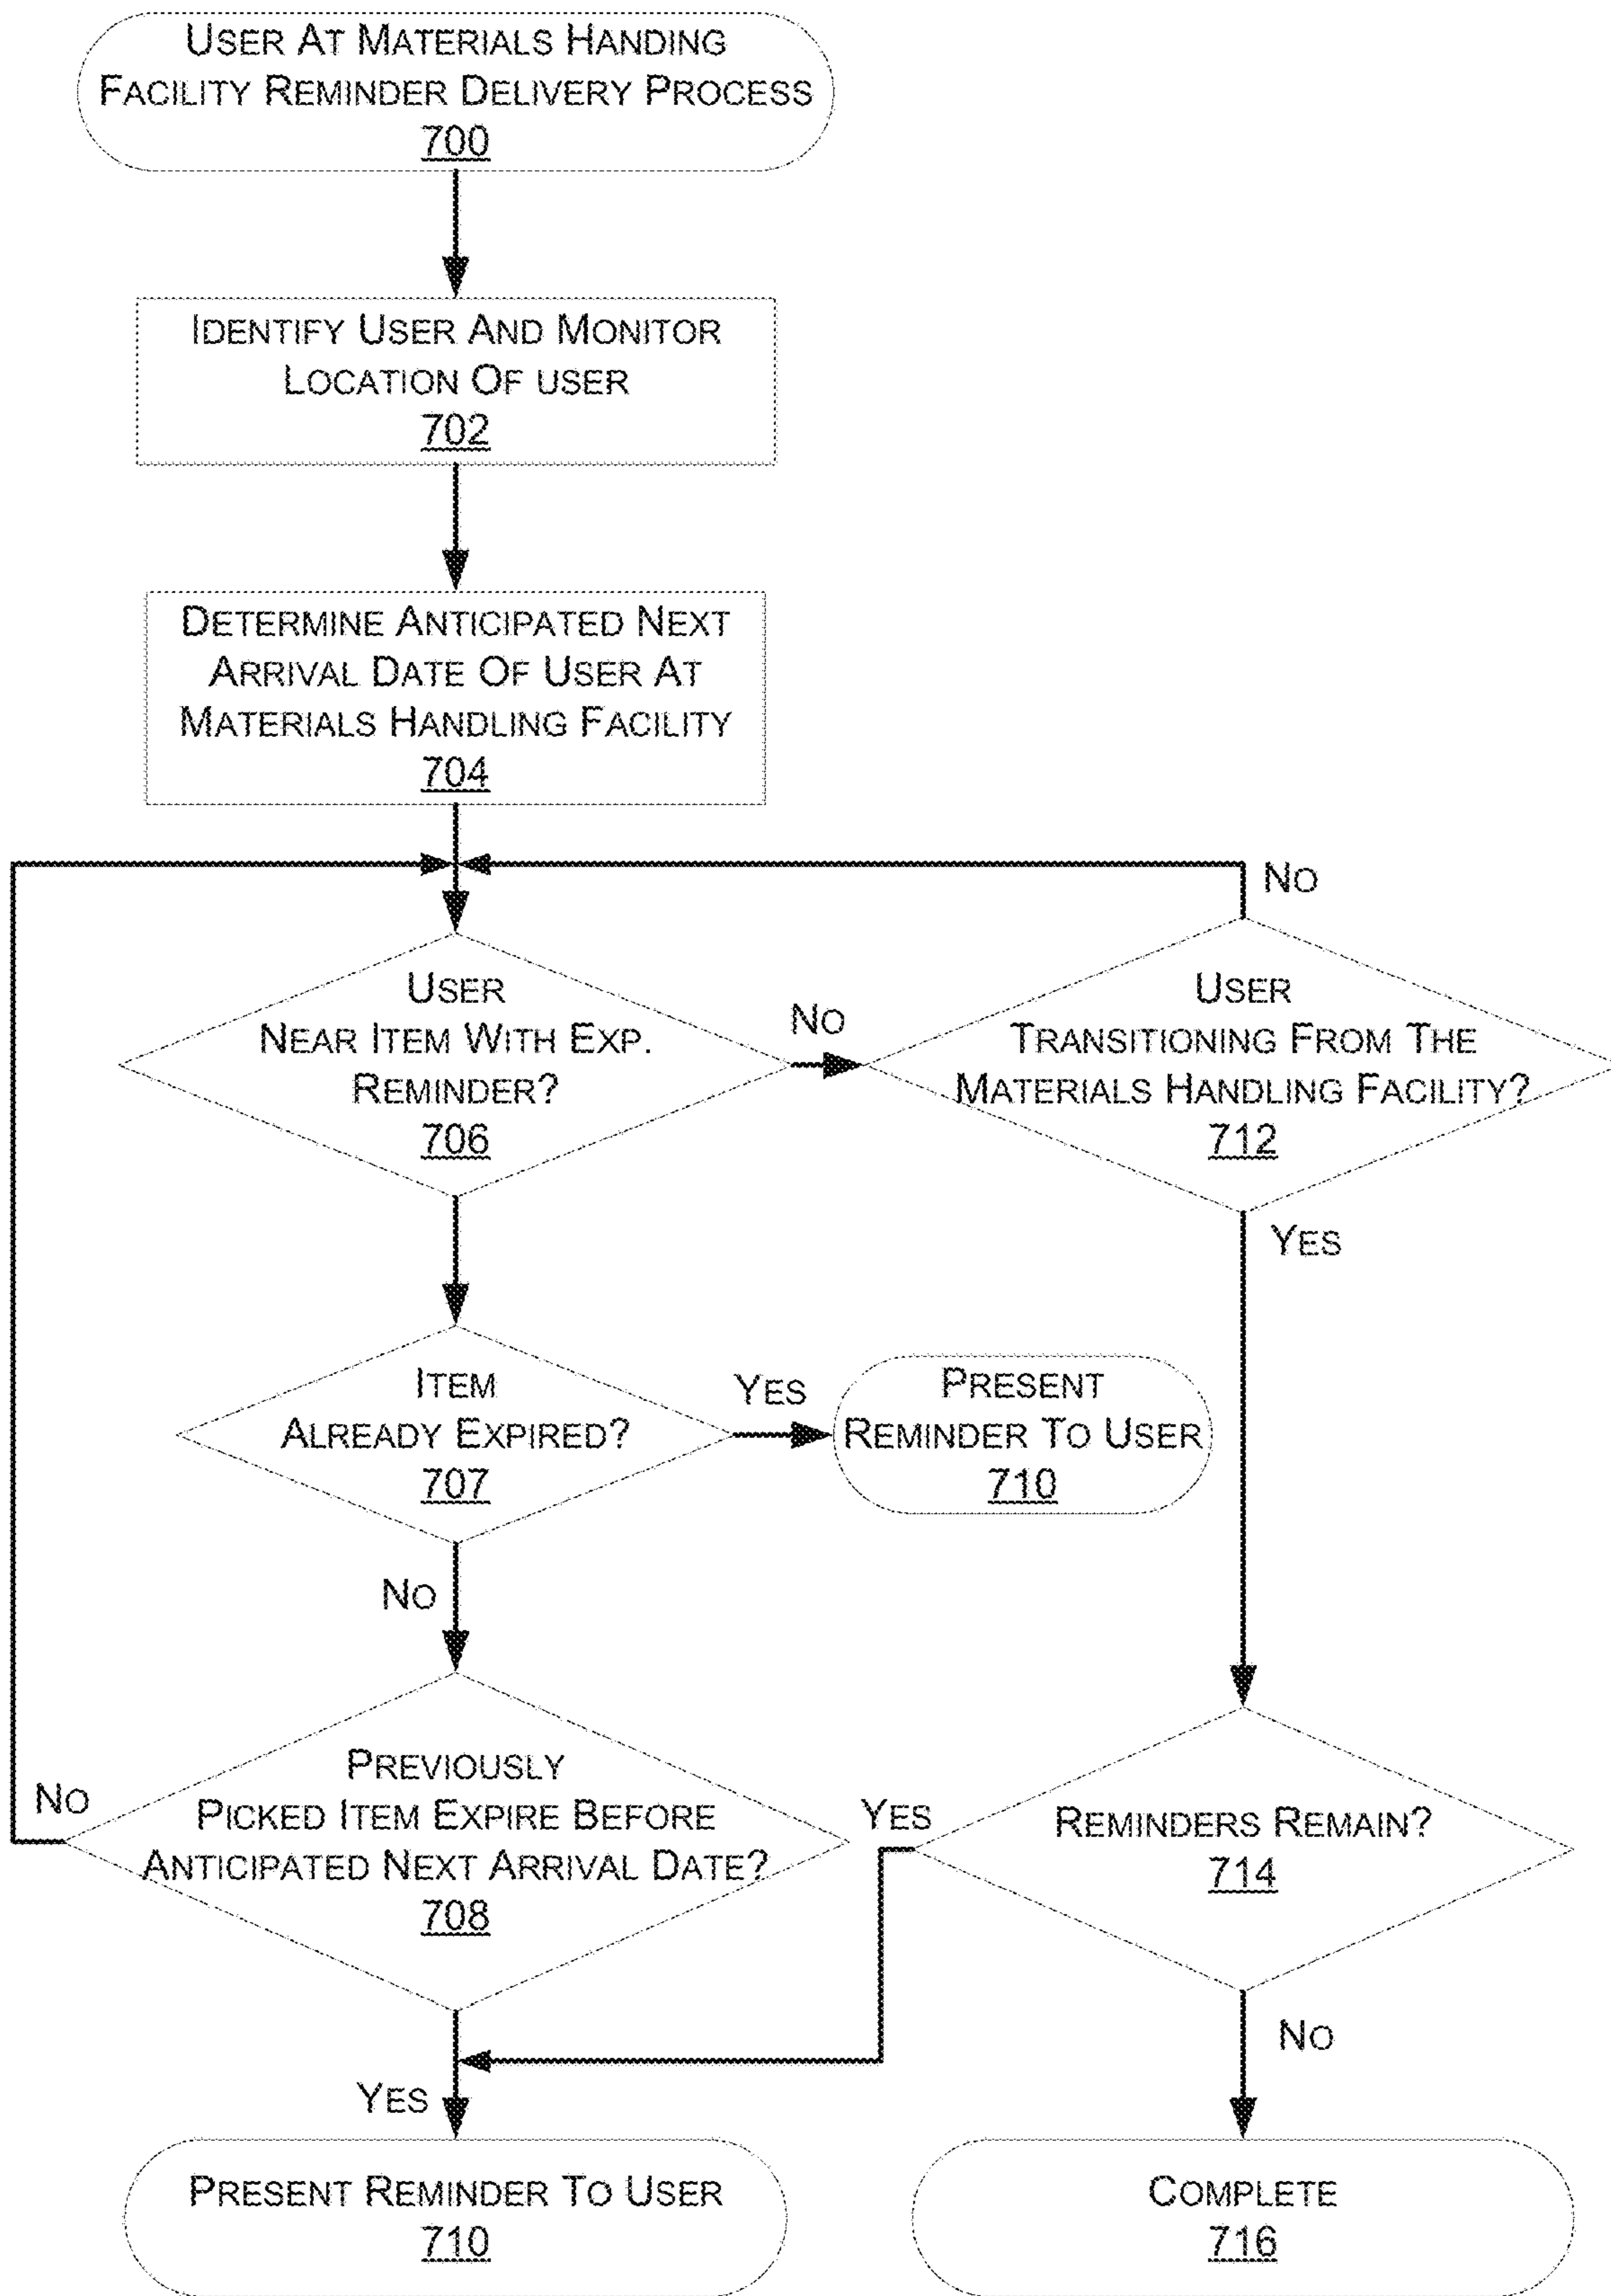 USER AT MATERIALS HANDING
FACILITY REMINDER DELIVERY PROCESS
700
IDENTIFY USER AND MONITOR
LOCATION OF USER
702
DETERMINE ANTICIPATED NEXT
ARRIVAL DATE OF USER AT
MATERIALS HANDLING FACILITY
704
NO
USER
NEAR ITEM WITH EXP.
REMINDER?
706
NO
USER
TRANSITIONING FROM THE
MATERIALS HANDLING FACILITY?
712
YES
ITEM
ALREADY EXPIRED?
707
YES
PRESENT
REMINDER TO USER
710
NO
PREVIOUSLY
PICKED ITEM EXPIRE BEFORE
ANTICIPATED NEXT ARRIVAL DATE?
708
NO
YES
REMINDERS REMAIN?
714
NO
YES
PRESENT REMINDER TO USER
710
COMPLETE
716